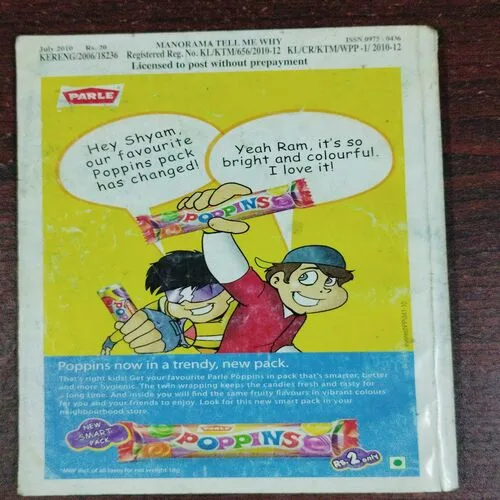 July 2010 Rs. 20 MANORAMA TELL ME WHY ISSN 0975 - 0436
KERENG/2006/18236 Registered Reg. No. KL/KTM/656/2010-12 KL/CR/KTM/WPP -1/ 2010-12
Licensed to post without prepayment
PARLE
Hey, Shyam,
our favourite
Poppins pack
has changed!
Yeah Ram, it's so
bright and colourful.
I love it!
POPPINS
Poppins now in a trendy, new pack.
That's right kids! Get your favourite Parle Poppins in pack that's smarter, better
and more hygienic. The twin wrapping keeps the candies fresh and tasty for
a long time. And inside you will find the same fruity flavours in vibrant colours
for you and your friends to enjoy. Look for this new smart pack in your
neighbourhood store.
NEW
SMART
PACK
PARLE
POPPINS
Rs. 2 only